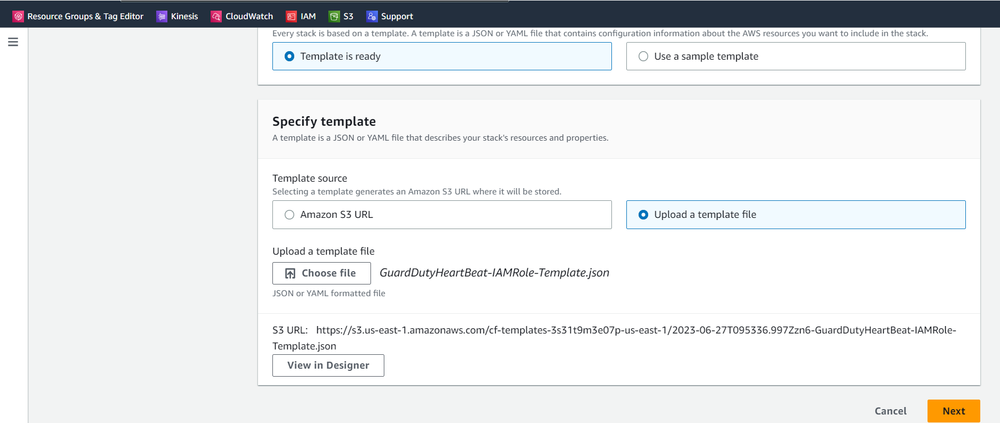 Resource Groups & Tag Editor Kinesis CloudWatch IAM S3 Support
Every stack is based on a template. A template is a JSON or YAML file that contains configuration information about the AWS resources you want to include in the stack.
Template is ready
Use a sample template
Specify template
A template is a JSON or YAML file that describes your stack's resources and properties.
Template source
Selecting a template generates an Amazon S3 URL where it will be stored.
Amazon S3 URL
Upload a template file
Upload a template file
Choose file GuardDutyHeartBeat-IAMRole-Template.json
JSON or YAML formatted file
S3 URL: https://s3.us-east-1.amazonaws.com/cf-templates-3s31t9m3e07p-us-east-1/2023-06-27T095336.997Zzn6-GuardDutyHeartBeat-IAMRole-
Template.json
View in Designer
Cancel Next